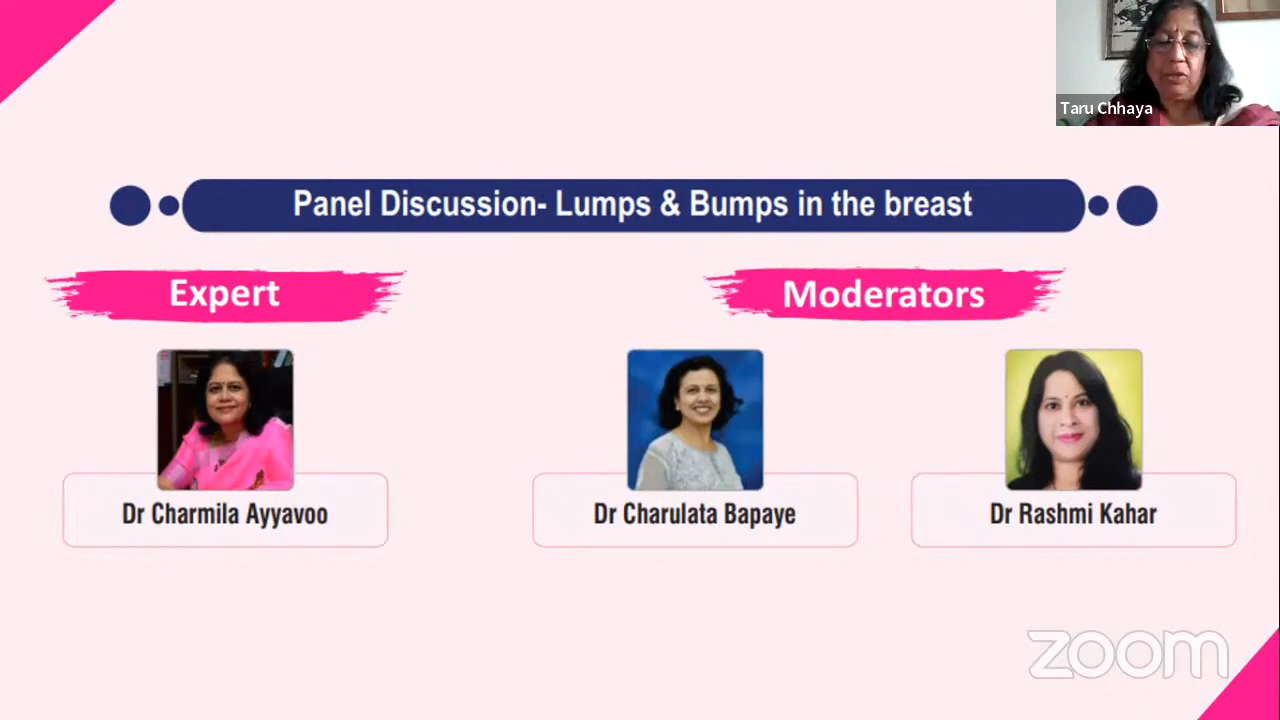 Taru Chhaya
Panel Discussion- Lumps & Bumps in the breast
Expert
Moderators
Dr Charmila Ayyavoo
Dr Charulata Bapaye
Dr Rashmi Kahar
zoom